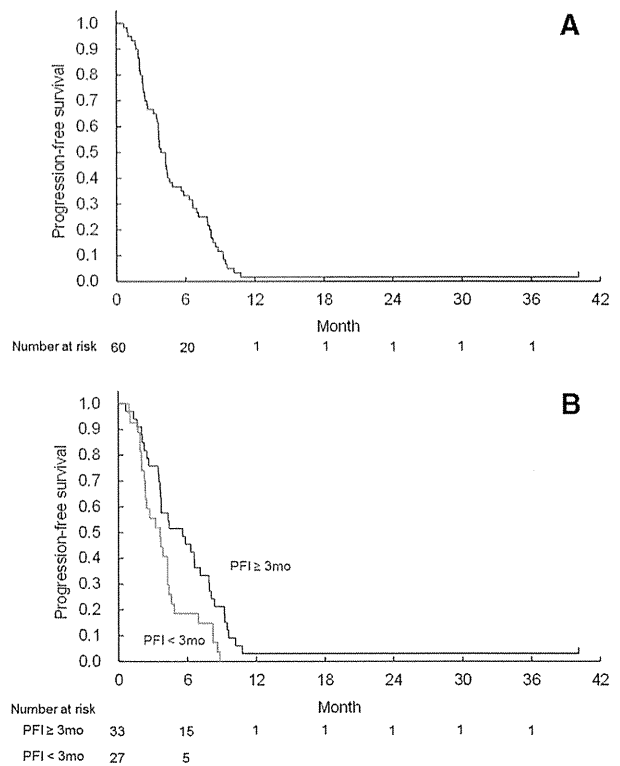 A
Progression-free survival
1.0
0.9
0.8
0.7
0.6
0.5
0.4
0.3
0.2
0.1
0.0
0 6 12 18 24 30 36 42
Month
Number at risk 60 20 1 1 1 1 1
B
Progression-free survival
1.0
0.9
0.8
0.7
0.6
0.5
0.4
0.3
0.2
0.1
0.0
PFI ≥ 3mo
PFI < 3mo
0 6 12 18 24 30 36 42
Month
Number at risk
PFI ≥ 3mo 33 15 1 1 1 1 1
PFI < 3mo 27 5